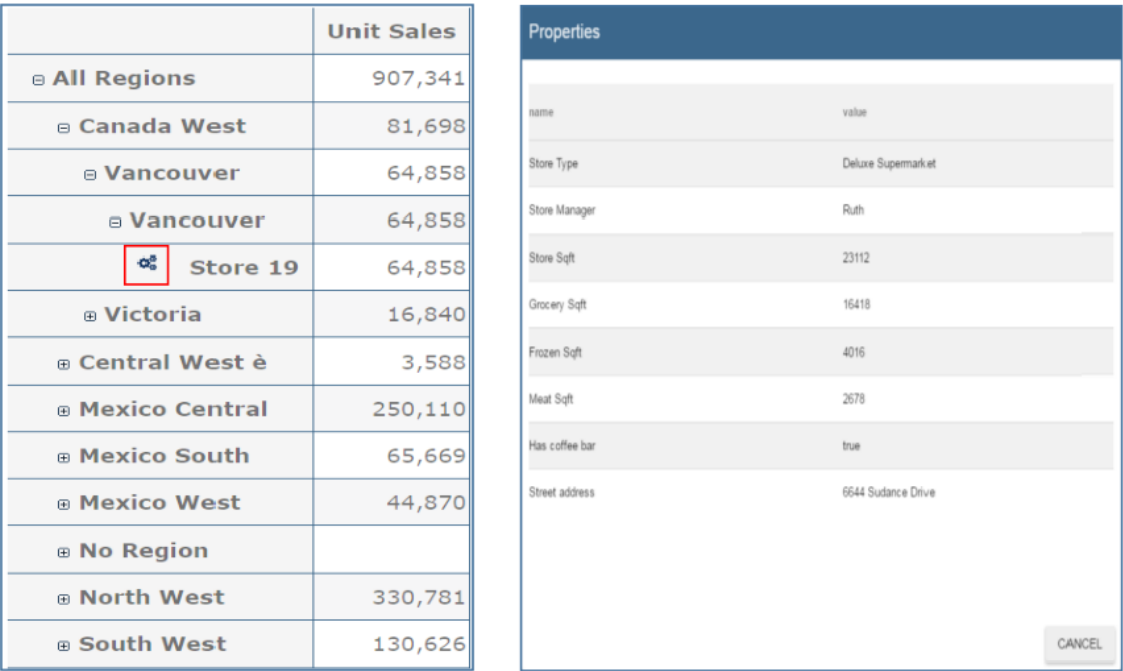 Unit Sales
All Regions 907,341
Canada West 81,698
Vancouver 64,858
Vancouver 64,858
Store 19 64,858
Victoria 16,840
Central West è 3,588
Mexico Central 250,110
Mexico South 65,669
Mexico West 44,870
No Region
North West 330,781
South West 130,626
Properties
name value
Store Type Deluxe Supermarket
Store Manager Ruth
Store Sqft 23112
Grocery Sqft 16418
Frozen Sqft 4016
Meat Sqft 2678
Has coffee bar true
Street address 6644 Sudance Drive
CANCEL